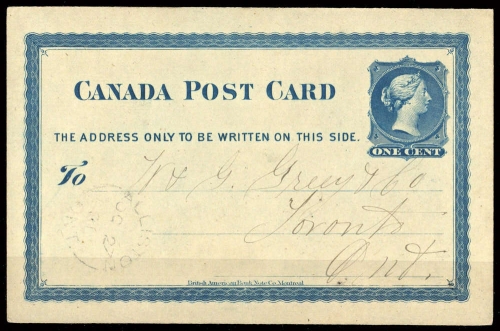 CANADA POST CARD
ONE CENT
THE ADDRESS ONLY TO BE WRITTEN ON THIS SIDE.
To
& G. & Co
Toronto
Ont.
British American Bank Note Co. Montreal